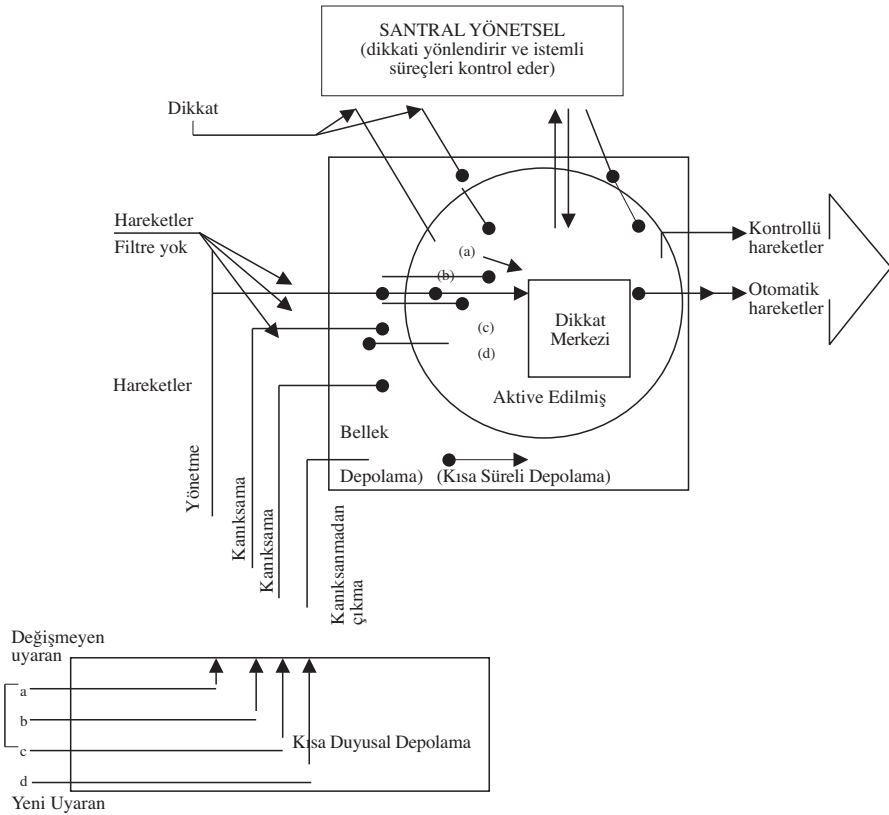 SANTRAL YÖNETSEL
(dikkati yönlendirir ve istemli
süreçleri kontrol eder)
Dikkat
Hareketler
Filtre yok
Kontrollü
hareketler
Otomatik
hareketler
(a)
(b)
(c)
(d)
Dikkat
Merkezi
Aktive Edilmiş
Hareketler
Bellek
Depolama) (Kısa Süreli Depolama)
Yönetme
Kanıksama
Kanıksama
Kanıksanmadan
çıkma
Değişmeyen
uyaran
a
b
c
d
Kısa Duyusal Depolama
Yeni Uyaran